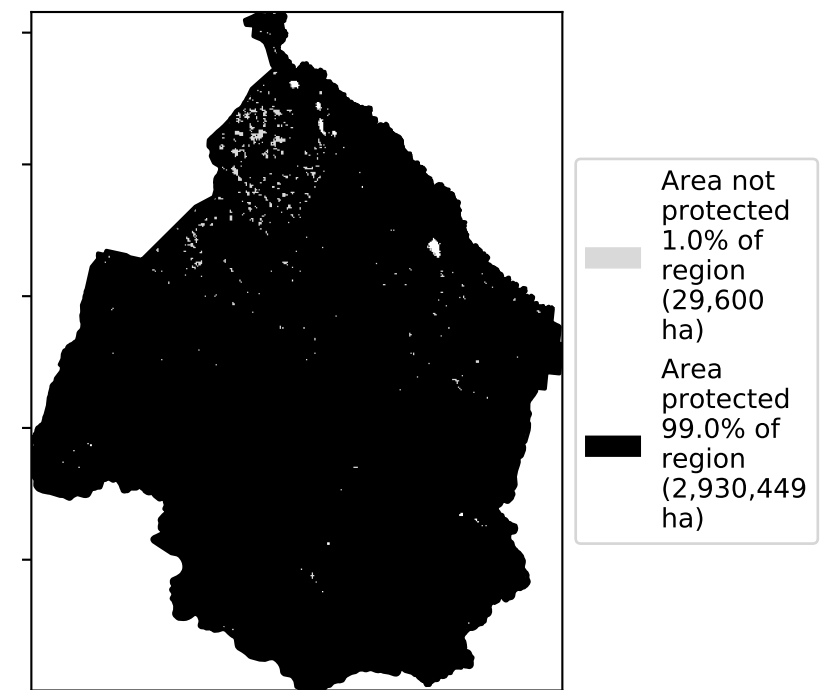 Area not
protected
1.0% of
region
(29,600
ha)
Area
protected
99.0% of
region
(2,930,449
ha)